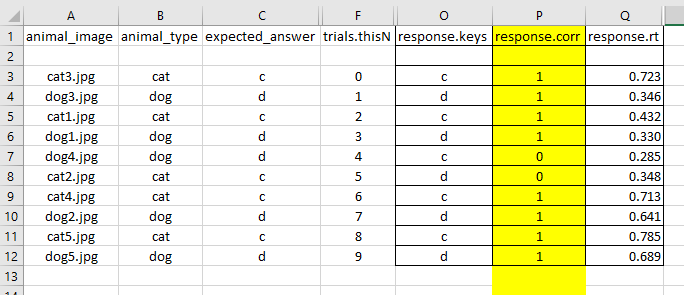 A B C F O P Q
1 animal_image animal_type expected_answer trials.thisN response.keys response.corr response.rt
2
3 cat3.jpg cat c 0 c 1 0.723
4 dog3.jpg dog d 1 d 1 0.346
5 cat1.jpg cat c 2 c 1 0.432
6 dog1.jpg dog d 3 d 1 0.330
7 dog4.jpg dog d 4 c 0 0.285
8 cat2.jpg cat c 5 d 0 0.348
9 cat4.jpg cat c 6 c 1 0.713
10 dog2.jpg dog d 7 d 1 0.641
11 cat5.jpg cat c 8 c 1 0.785
12 dog5.jpg dog d 9 d 1 0.689
13